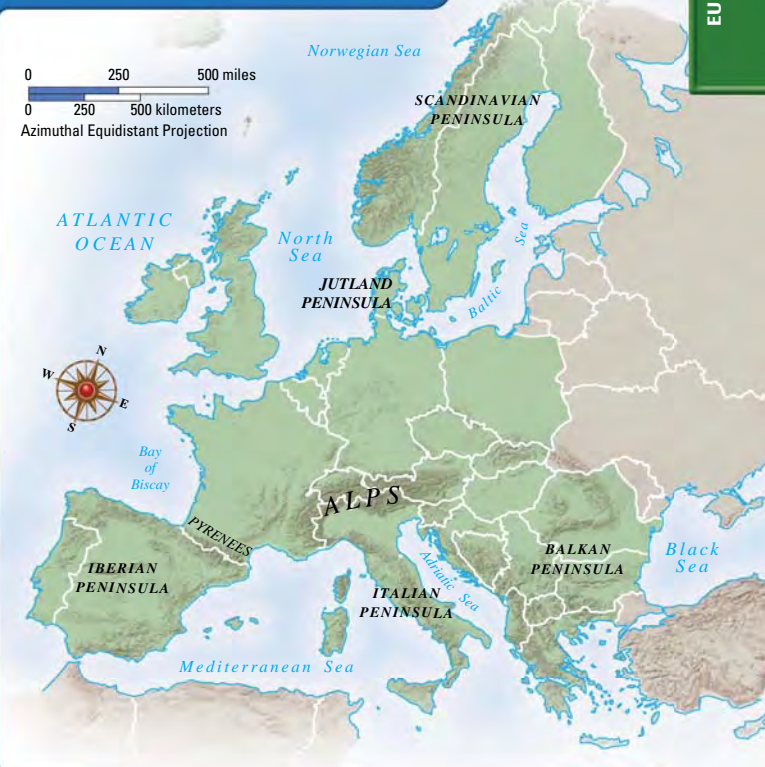 EU
Norwegian Sea
0 250 500 miles
0 250 500 kilometers
Azimuthal Equidistant Projection
SCANDINAVIAN
PENINSULA
ATLANTIC
OCEAN
North
Sea
Baltic Sea
JUTLAND
PENINSULA
N
W
E
S
Bay
of
Biscay
ALPS
PYRENEES
IBERIAN
PENINSULA
Adriatic Sea
BALKAN
PENINSULA
Black
Sea
ITALIAN
PENINSULA
Mediterranean Sea